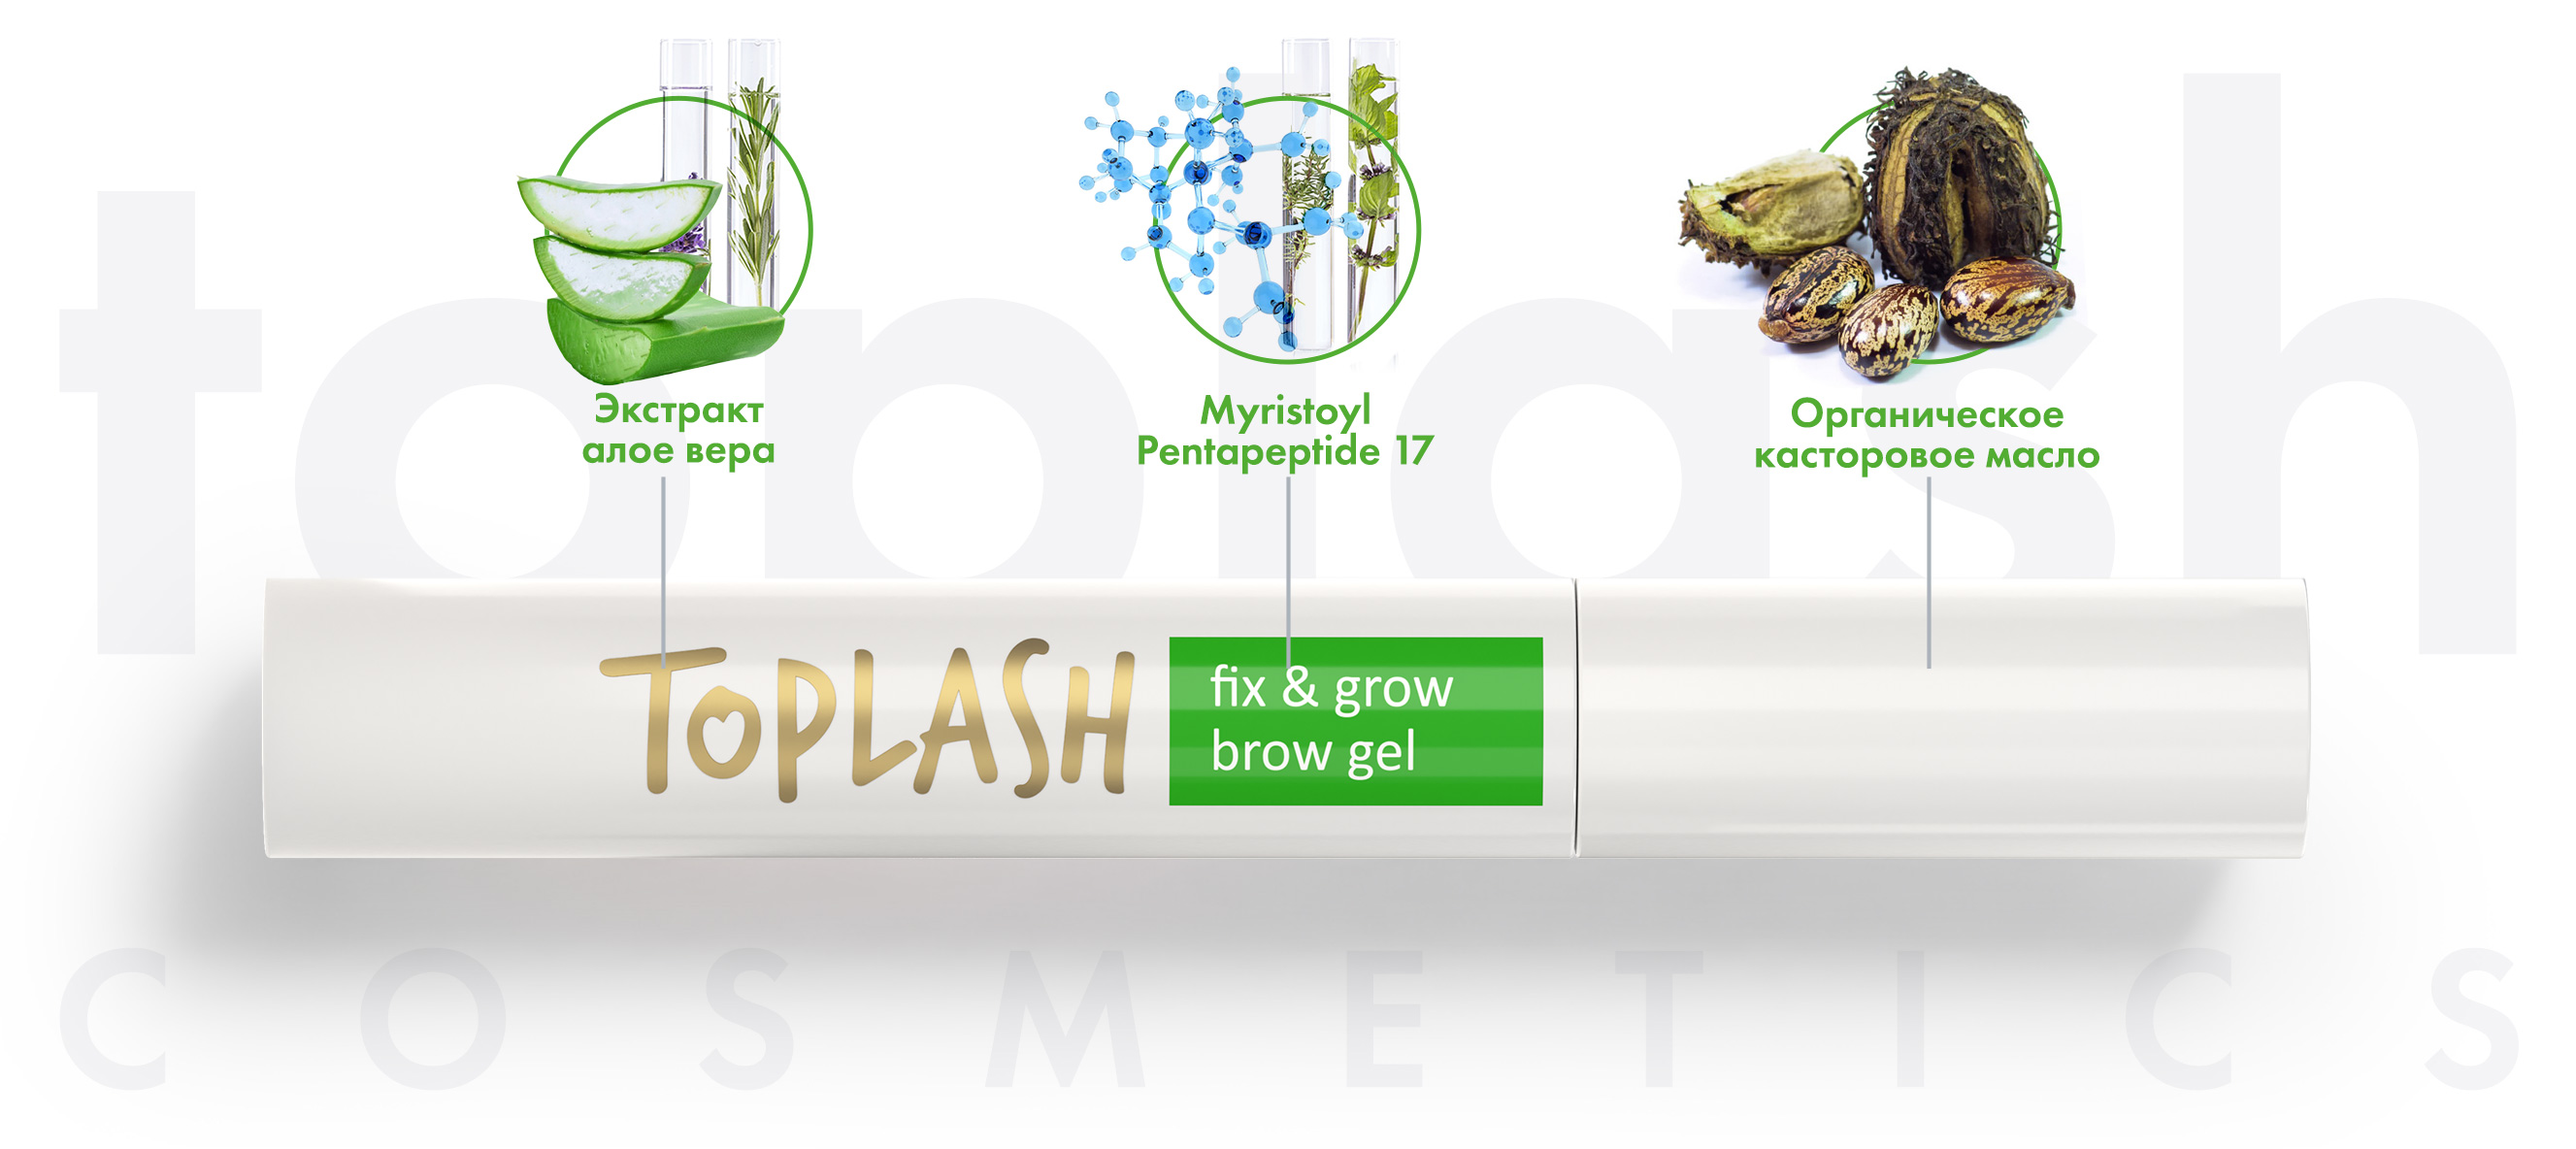 toplash
Экстракт
алое вера
Myristoyl
Pentapeptide 17
Органическое
касторовое масло
TOPLASH
fix & grow
brow gel
COSMETICS